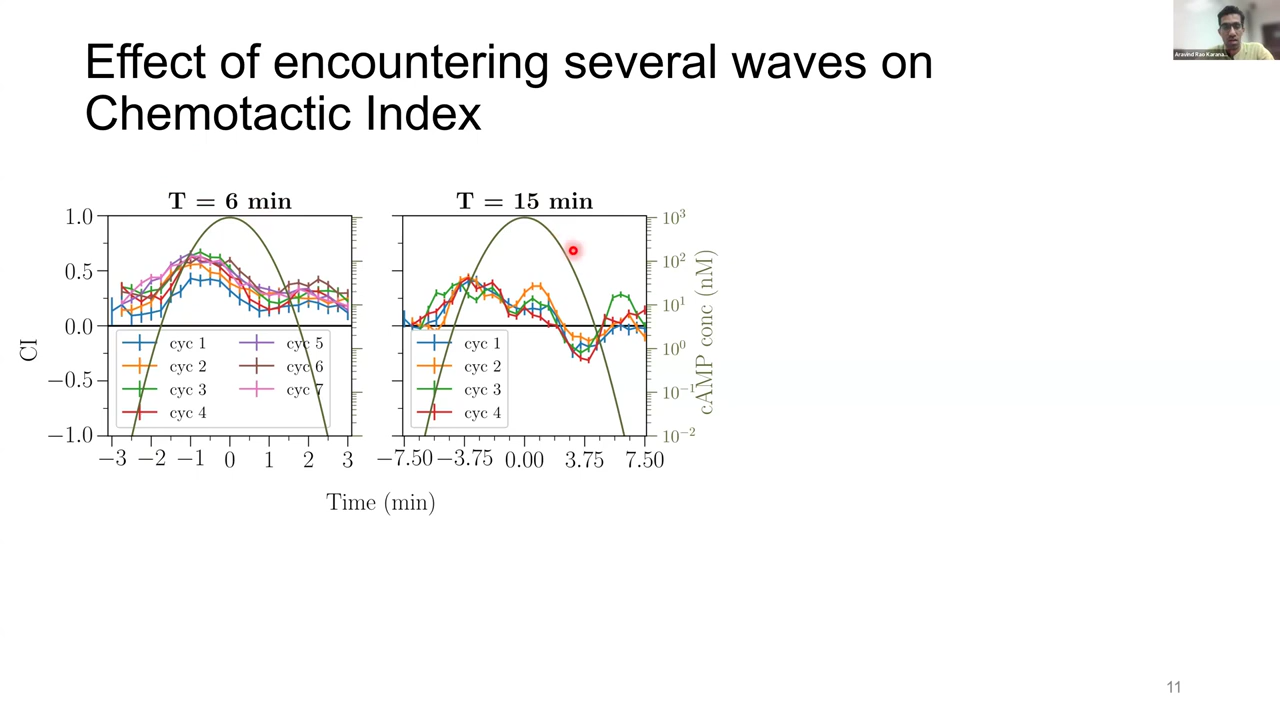 Effect of encountering several waves on
Chemotactic Index
Aravind Rao Karana...
T = 6 min
T = 15 min
1.0
0.5
0.0
−0.5
−1.0
CI
cyc 1
cyc 2
cyc 3
cyc 4
cyc 5
cyc 6
cyc 7
−3 −2 −1 0 1 2 3
cyc 1
cyc 2
cyc 3
cyc 4
−7.50 −3.75 0.00 3.75 7.50
10³
10²
10¹
10⁰
10⁻¹
10⁻²
cAMP conc (nM)
Time (min)
11